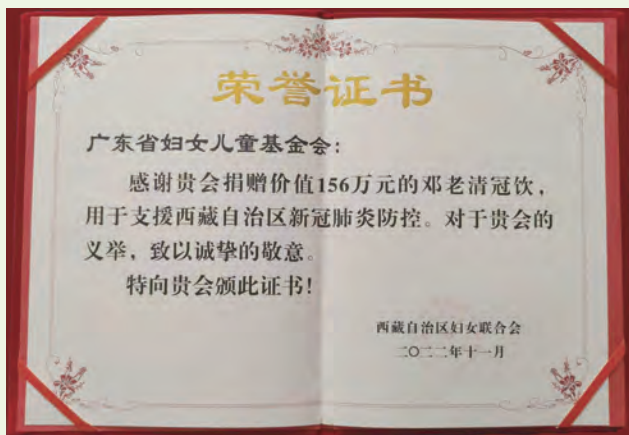 荣誉证书
广东省妇女儿童基金会：
感谢贵会捐赠价值156万元的邓老清冠饮，
用于支援西藏自治区新冠肺炎防控。对于贵会的
义举，致以诚挚的敬意。
特向贵会颁此证书！
西藏自治区妇女联合会
二〇二二年十一月